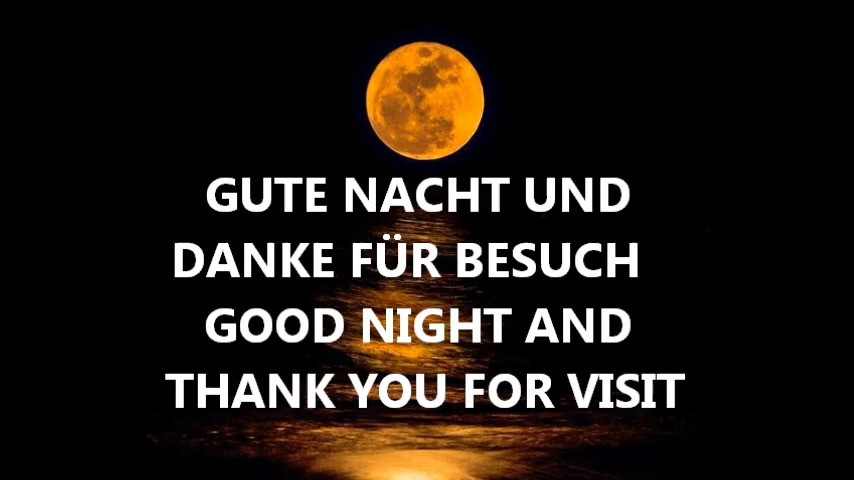 GUTE NACHT UND
DANKE FÜR BESUCH
GOOD NIGHT AND
THANK YOU FOR VISIT